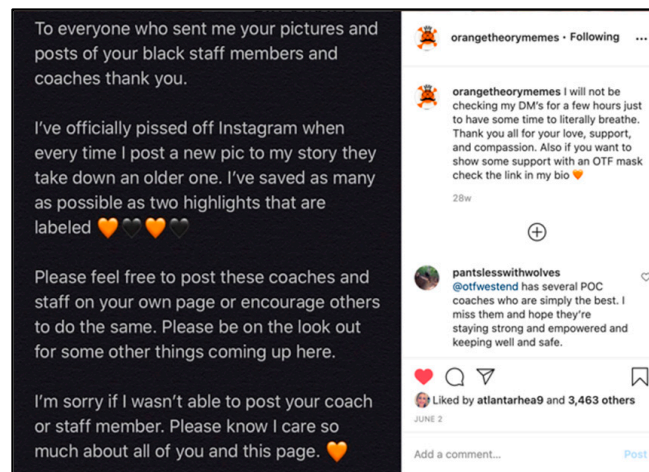 To everyone who sent me your pictures and
posts of your black staff members and
coaches thank you.
I've officially pissed off Instagram when
every time I post a new pic to my story they
take down an older one. I've saved as many
as possible as two highlights that are
labeled 🧡🖤🧡🖤
Please feel free to post these coaches and
staff on your own page or encourage others
to do the same. Please be on the look out
for some other things coming up here.
I'm sorry if I wasn't able to post your coach
or staff member. Please know I care so
much about all of you and this page. 🧡
orangetheorymemes • Following ...
orangetheorymemes I will not be
checking my DM's for a few hours just
to have some time to literally breathe.
Thank you all for your love, support,
and compassion. Also if you want to
show some support with an OTF mask
check the link in my bio 🧡
28w
pantslesswithwolves
@otfwestend has several POC
coaches who are simply the best. I
miss them and hope they're
staying strong and empowered and
keeping well and safe.
Liked by atlantarhea9 and 3,463 others
JUNE 2
Add a comment... Post